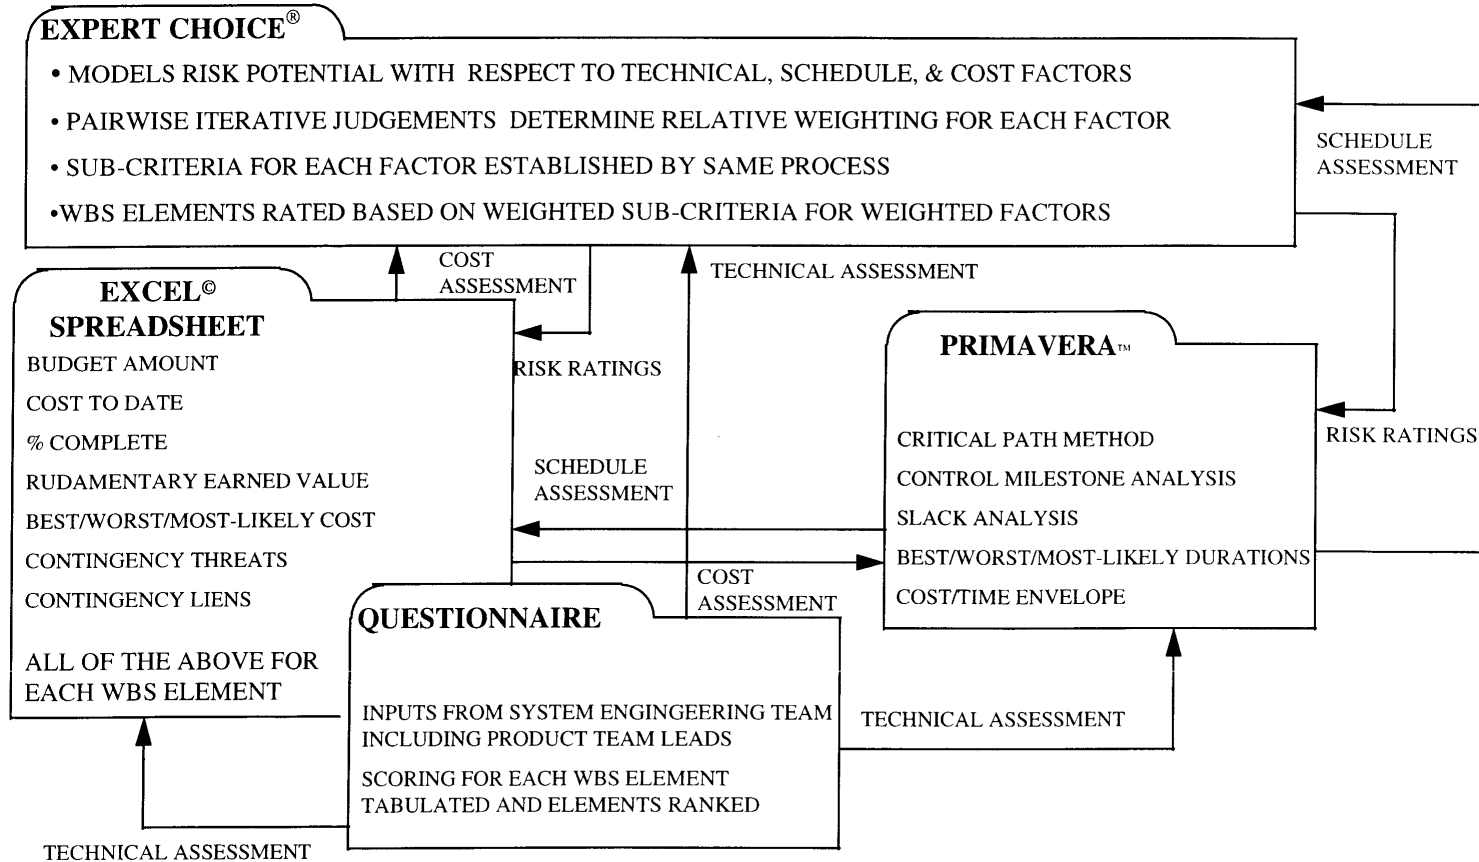 EXPERT CHOICE®
• MODELS RISK POTENTIAL WITH RESPECT TO TECHNICAL, SCHEDULE, & COST FACTORS
• PAIRWISE ITERATIVE JUDGEMENTS DETERMINE RELATIVE WEIGHTING FOR EACH FACTOR
• SUB-CRITERIA FOR EACH FACTOR ESTABLISHED BY SAME PROCESS
•WBS ELEMENTS RATED BASED ON WEIGHTED SUB-CRITERIA FOR WEIGHTED FACTORS
SCHEDULE
ASSESSMENT
COST
ASSESSMENT
TECHNICAL ASSESSMENT
EXCEL©
SPREADSHEET
BUDGET AMOUNT
COST TO DATE
% COMPLETE
RUDAMENTARY EARNED VALUE
BEST/WORST/MOST-LIKELY COST
CONTINGENCY THREATS
CONTINGENCY LIENS
ALL OF THE ABOVE FOR
EACH WBS ELEMENT
RISK RATINGS
SCHEDULE
ASSESSMENT
COST
ASSESSMENT
PRIMAVERA™
CRITICAL PATH METHOD
CONTROL MILESTONE ANALYSIS
SLACK ANALYSIS
BEST/WORST/MOST-LIKELY DURATIONS
COST/TIME ENVELOPE
RISK RATINGS
QUESTIONNAIRE
INPUTS FROM SYSTEM ENGINGEERING TEAM
INCLUDING PRODUCT TEAM LEADS
SCORING FOR EACH WBS ELEMENT
TABULATED AND ELEMENTS RANKED
TECHNICAL ASSESSMENT
TECHNICAL ASSESSMENT